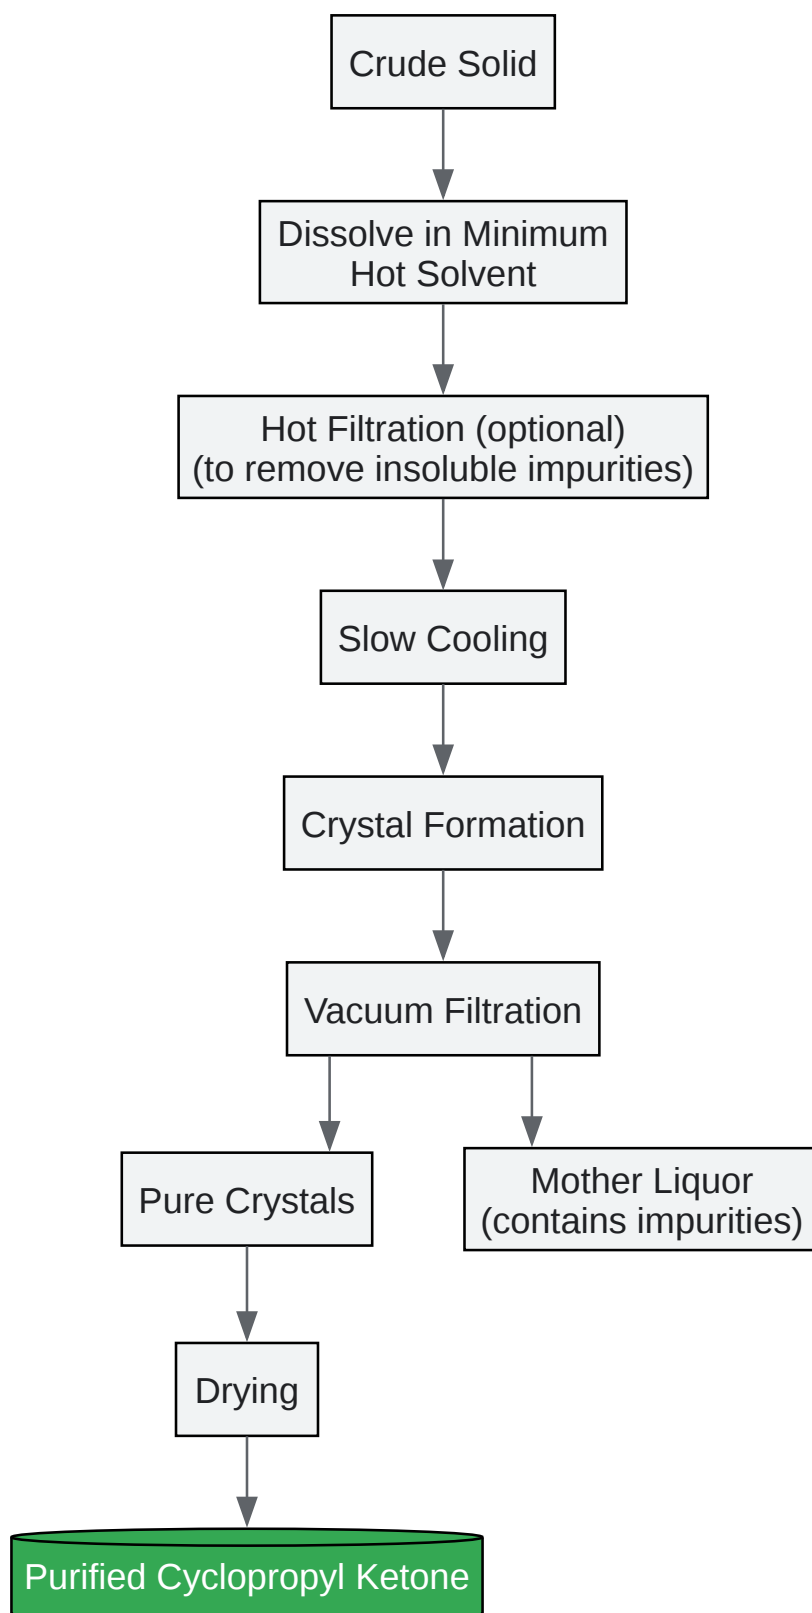 Crude Solid
Dissolve in Minimum
Hot Solvent
Hot Filtration (optional)
(to remove insoluble impurities)
Slow Cooling
Crystal Formation
Vacuum Filtration
Pure Crystals
Mother Liquor
(contains impurities)
Drying
Purified Cyclopropyl Ketone